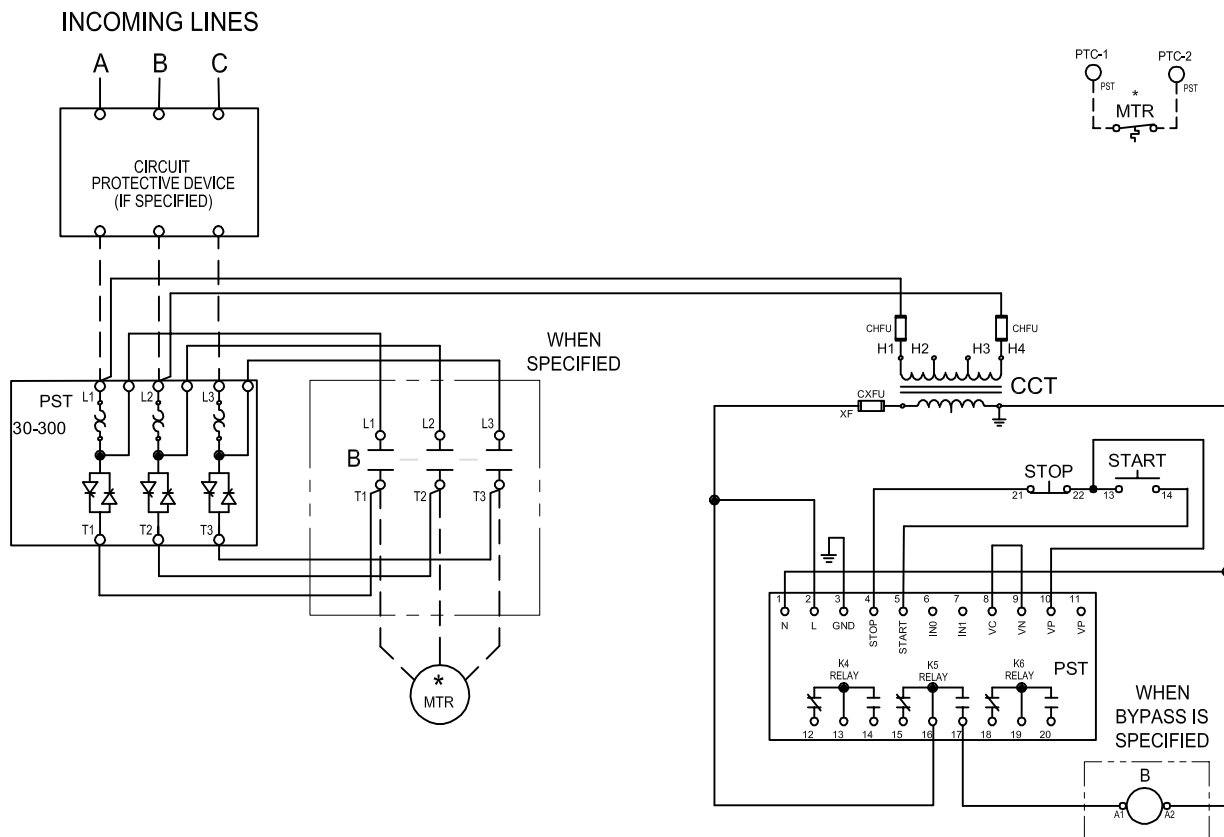 INCOMING LINES
A B C
CIRCUIT
PROTECTIVE DEVICE
(IF SPECIFIED)
PTC-1 PTC-2
PST PST
*
MTR
WHEN
SPECIFIED
CHFU CHFU
H1 H2 H3 H4
CCT
CXFU
XF
PST
30-300
L1 L2 L3
T1 T2 T3
L1 L2 L3
B
T1 T2 T3
*
MTR
STOP START
21 22 13 14
1 2 3 4 5 6 7 8 9 10 11
N L GND STOP START IN0 IN1 VC VN VP VP
PST
K4
RELAY
K5
RELAY
K6
RELAY
12 13 14 15 16 17 18 19 20
WHEN
BYPASS IS
SPECIFIED
B
A1 A2